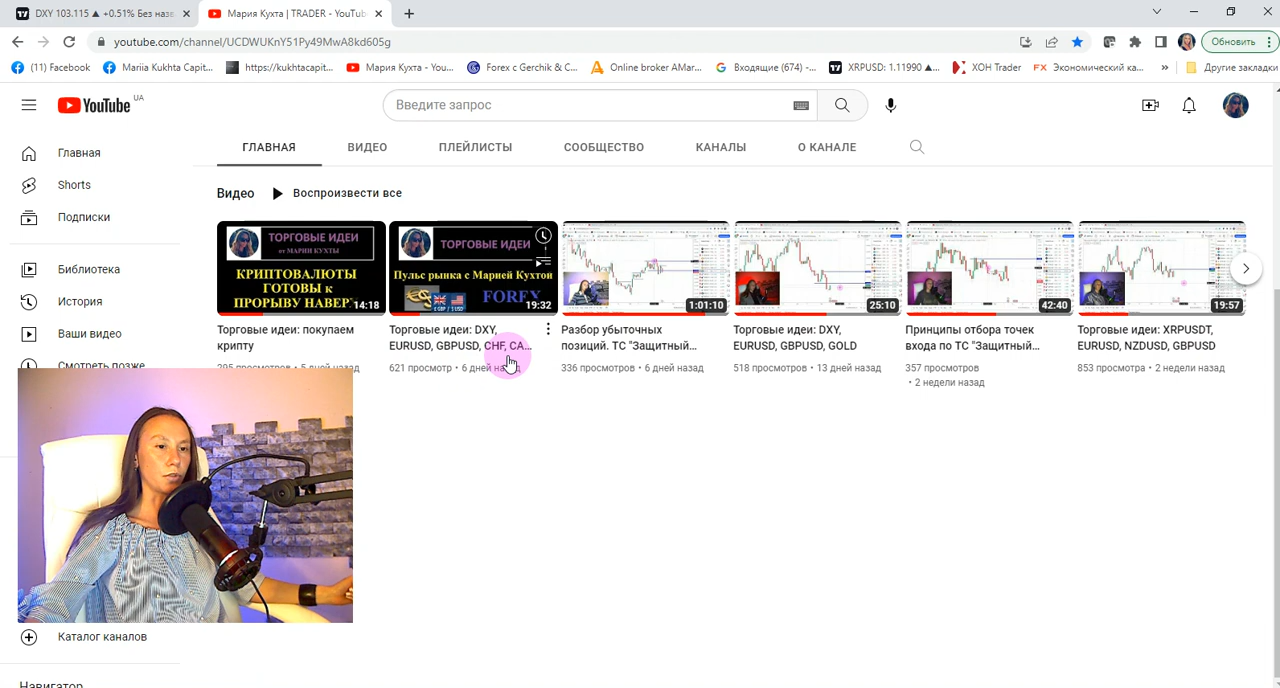 DXY 103.115 ▲ +0.51% Без назв
Мария Кухта | TRADER - YouTub
youtube.com/channel/UCDWUKnY51Py49MwA8kd605g
Обновить
(11) Facebook
Mariia Kukhta Capit...
https://kukhtacapit...
Мария Кухта - You...
Forex c Gerchik & C...
Online broker AMar...
Входящие (674) -...
XRPUSD: 1.11990 ▲...
XOH Trader
FX
Экономический ка...
»
Другие закладки
YouTube UA
Введите запрос
ГЛАВНАЯ
ВИДЕО
ПЛЕЙЛИСТЫ
СООБЩЕСТВО
КАНАЛЫ
О КАНАЛЕ
Главная
Shorts
Подписки
Библиотека
История
Ваши видео
Смотреть позже
Каталог каналов
Навигатор
Видео
Воспроизвести все
ТОРГОВЫЕ ИДЕИ
от МАРИИ КУХТЫ
КРИПТОВАЛЮТЫ
ГОТОВЫ к
ПРОРЫВУ НАВЕР
14:18
Торговые идеи: покупаем
крипту
295 просмотров • 5 дней назад
ТОРГОВЫЕ ИДЕИ
Пульс рынка с Марией Кухтой
FOREX
19:32
Торговые идеи: DXY,
EURUSD, GBPUSD, CHF, CA...
621 просмотр • 6 дней назад
1:01:10
Разбор убыточных
позиций. ТС "Защитный...
336 просмотров • 6 дней назад
25:10
Торговые идеи: DXY,
EURUSD, GBPUSD, GOLD
518 просмотров • 13 дней назад
42:40
Принципы отбора точек
входа по ТС "Защитный...
357 просмотров
• 2 недели назад
19:57
Торговые идеи: XRPUSDT,
EURUSD, NZDUSD, GBPUSD
853 просмотра • 2 недели назад